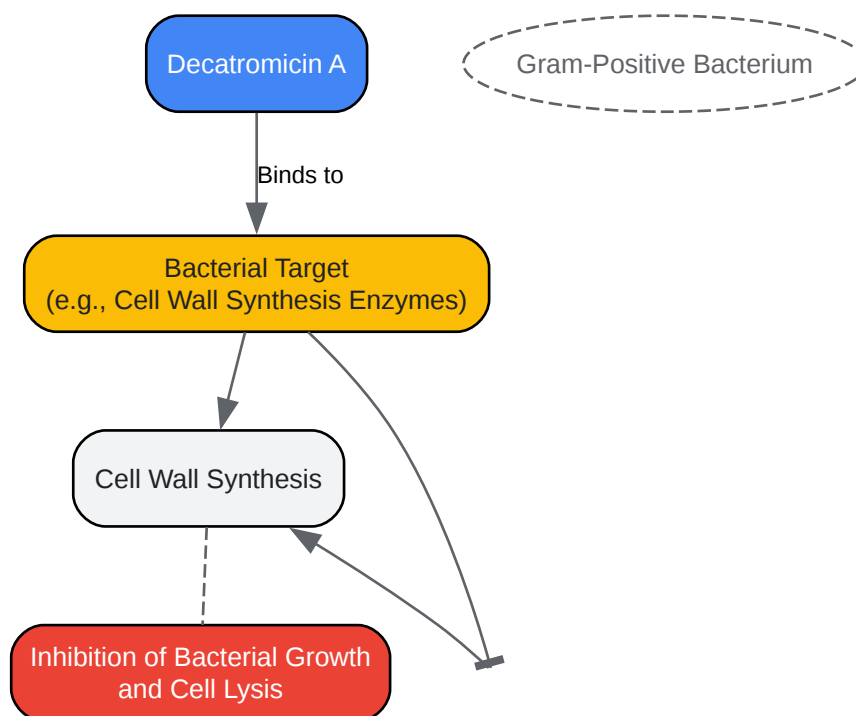 Decatromicin A
Gram-Positive Bacterium
Binds to
Bacterial Target
(e.g., Cell Wall Synthesis Enzymes)
Cell Wall Synthesis
Inhibition of Bacterial Growth
and Cell Lysis